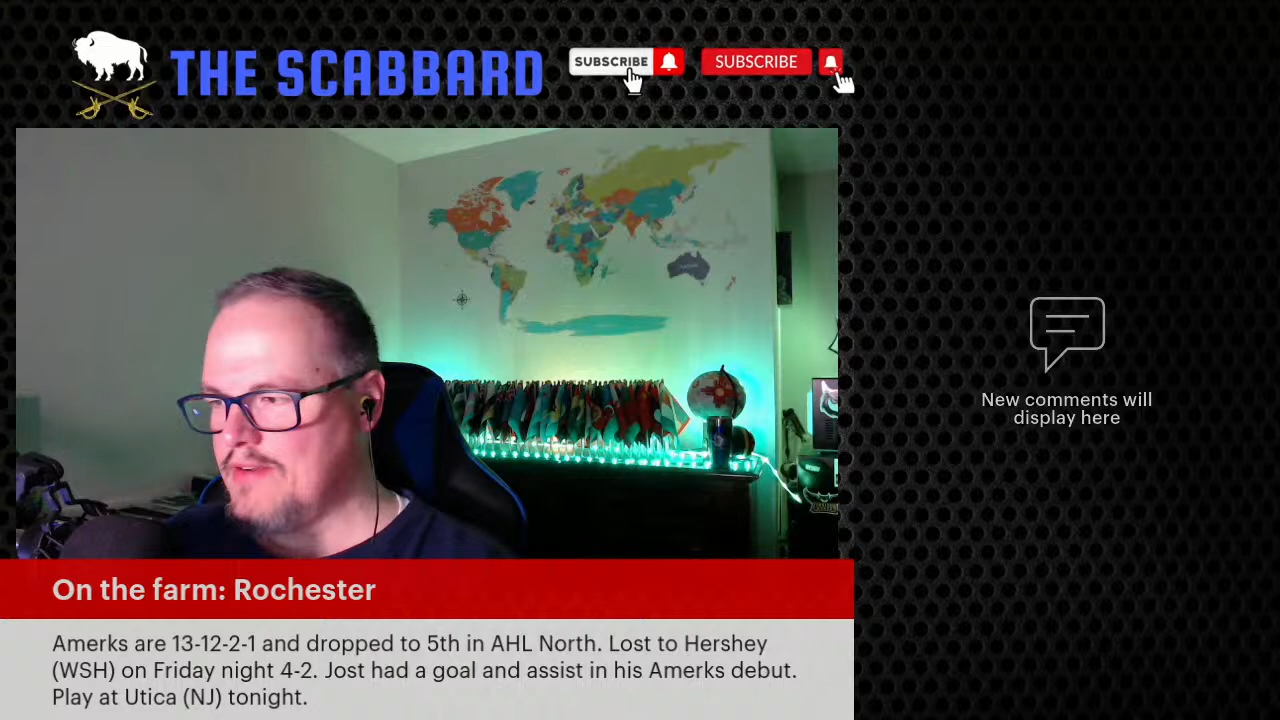 THE SCABBARD
SUBSCRIBE
SUBSCRIBE
New comments will
display here
On the farm: Rochester
Amerks are 13-12-2-1 and dropped to 5th in AHL North. Lost to Hershey
(WSH) on Friday night 4-2. Jost had a goal and assist in his Amerks debut.
Play at Utica (NJ) tonight.